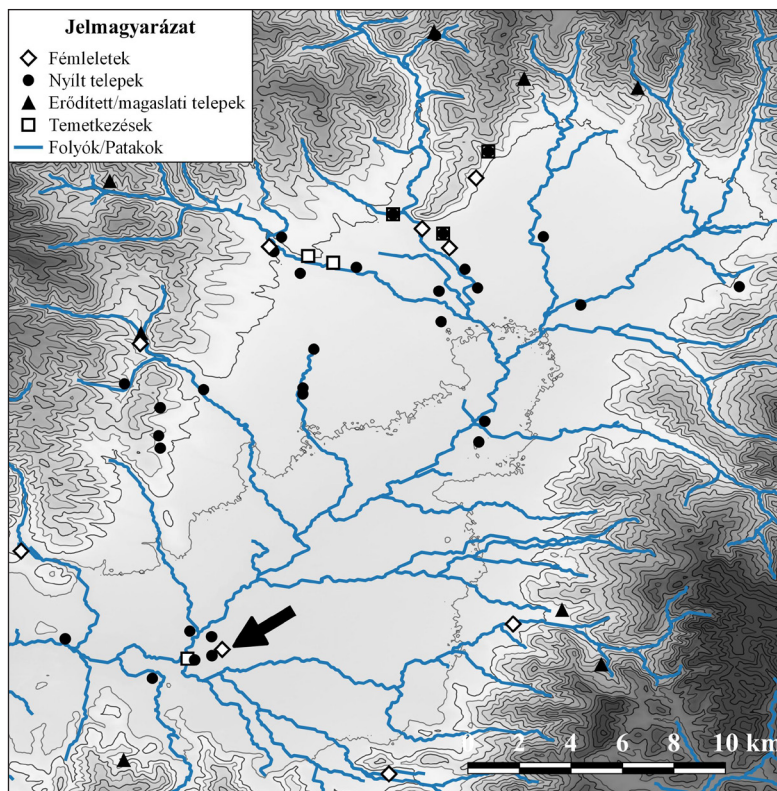 Jelmagyarázat
Fémleletek
Nyílt telepek
Erődített/magaslati telepek
Temetkezések
Folyók/Patakok
0 2 4 6 8 10 km